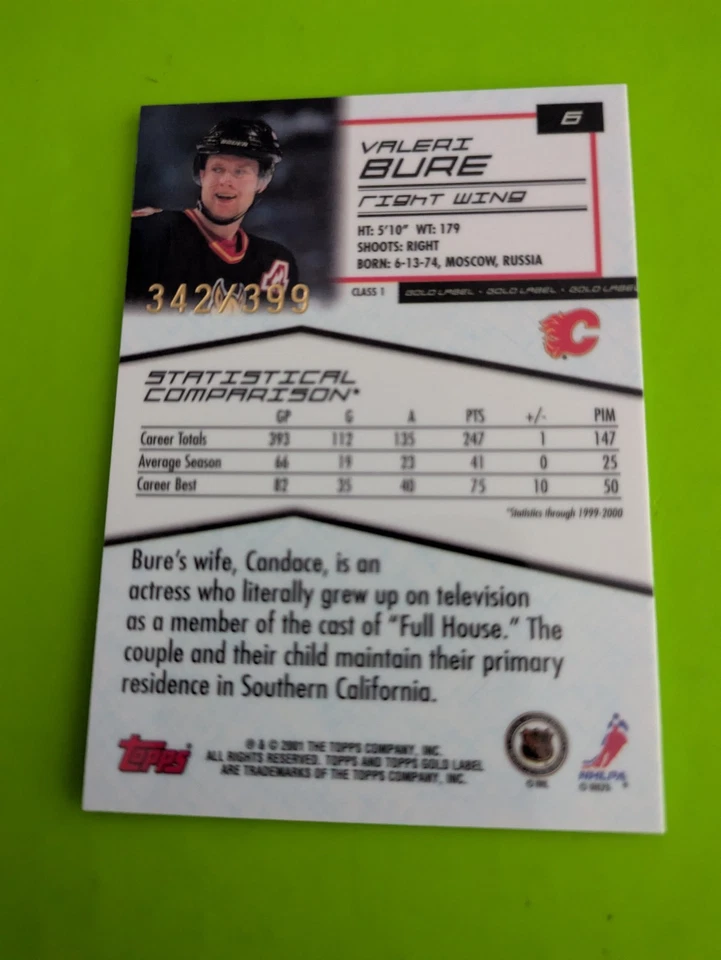 6
VALERI
BURE
RIGHT WING
HT: 5'10" WT: 179
SHOOTS: RIGHT
BORN: 6-13-74, MOSCOW, RUSSIA
342/399
CLASS 1
GOLD LABEL • GOLD LABEL • GOLD LABEL
C
STATISTICAL
COMPARISON*
GP G A PTS +/- PIM
Career Totals 393 112 135 247 1 147
Average Season 66 19 23 41 0 25
Career Best 82 35 40 75 10 50
*Statistics through 1999-2000
Bure's wife, Candace, is an
actress who literally grew up on television
as a member of the cast of "Full House." The
couple and their child maintain their primary
residence in Southern California.
topps
® & © 2001 THE TOPPS COMPANY, INC.
ALL RIGHTS RESERVED. TOPPS AND TOPPS GOLD LABEL
ARE TRADEMARKS OF THE TOPPS COMPANY, INC.
© NHL
NHLPA